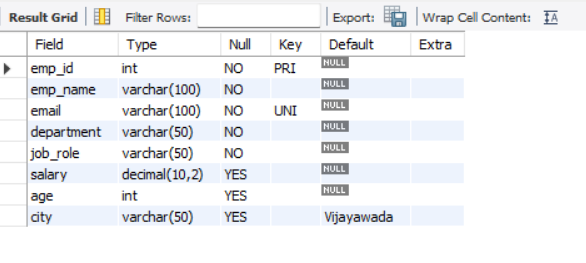 Result Grid Filter Rows: Export: Wrap Cell Content: IA
Field Type Null Key Default Extra
emp_id int NO PRI NULL
emp_name varchar(100) NO NULL
email varchar(100) NO UNI NULL
department varchar(50) NO NULL
job_role varchar(50) NO NULL
salary decimal(10,2) YES NULL
age int YES NULL
city varchar(50) YES Vijayawada